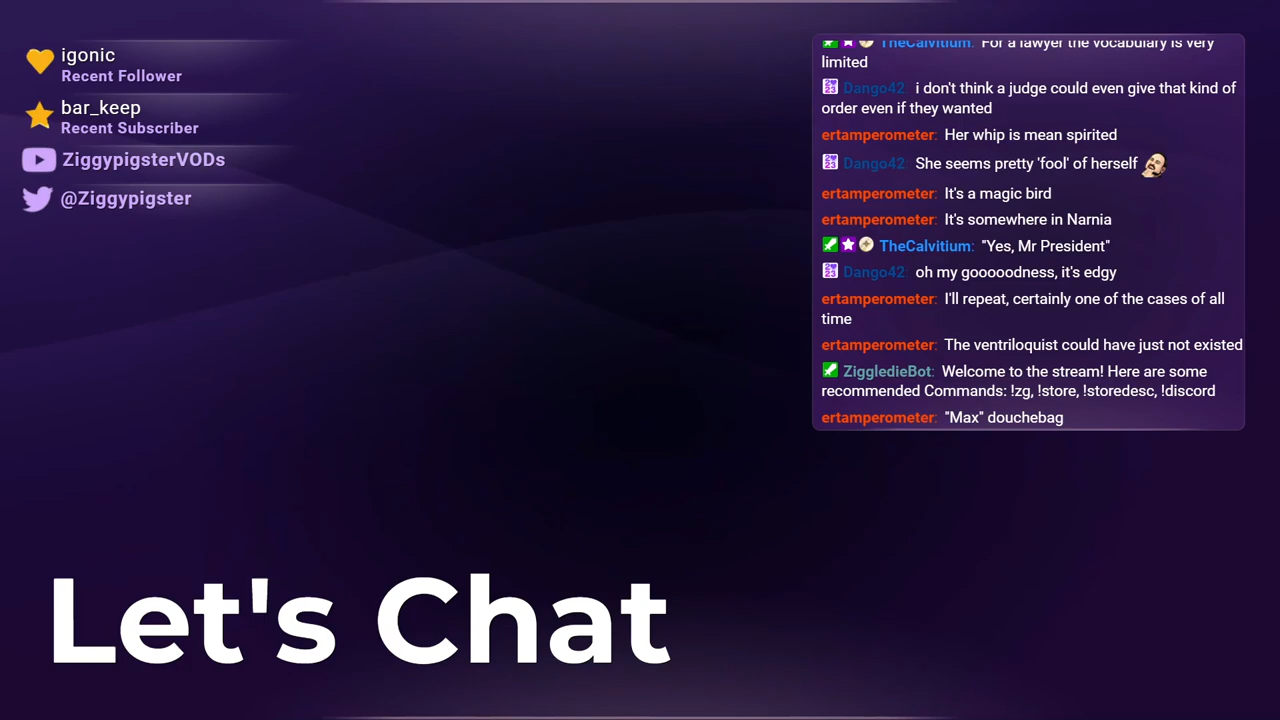 igonic
Recent Follower
bar_keep
Recent Subscriber
ZiggypigsterVODs
@Ziggypigster
TheCalvitium: For a lawyer the vocabulary is very
limited
Dango42: i don't think a judge could even give that kind of
order even if they wanted
ertamperometer: Her whip is mean spirited
Dango42: She seems pretty 'fool' of herself
ertamperometer: It's a magic bird
ertamperometer: It's somewhere in Narnia
TheCalvitium: "Yes, Mr President"
Dango42: oh my gooooodness, it's edgy
ertamperometer: I'll repeat, certainly one of the cases of all
time
ertamperometer: The ventriloquist could have just not existed
ZiggledieBot: Welcome to the stream! Here are some
recommended Commands: !zg, !store, !storedesc, !discord
ertamperometer: "Max" douchebag
Let's Chat